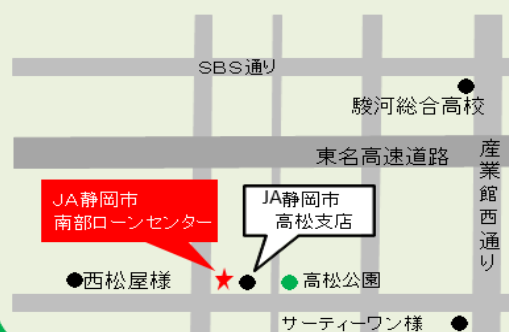 SBS通り
駿河総合高校
東名高速道路
産業館西通り
JA静岡市
南部ローンセンター
JA静岡市
高松支店
西松屋様
高松公園
サーティーワン様